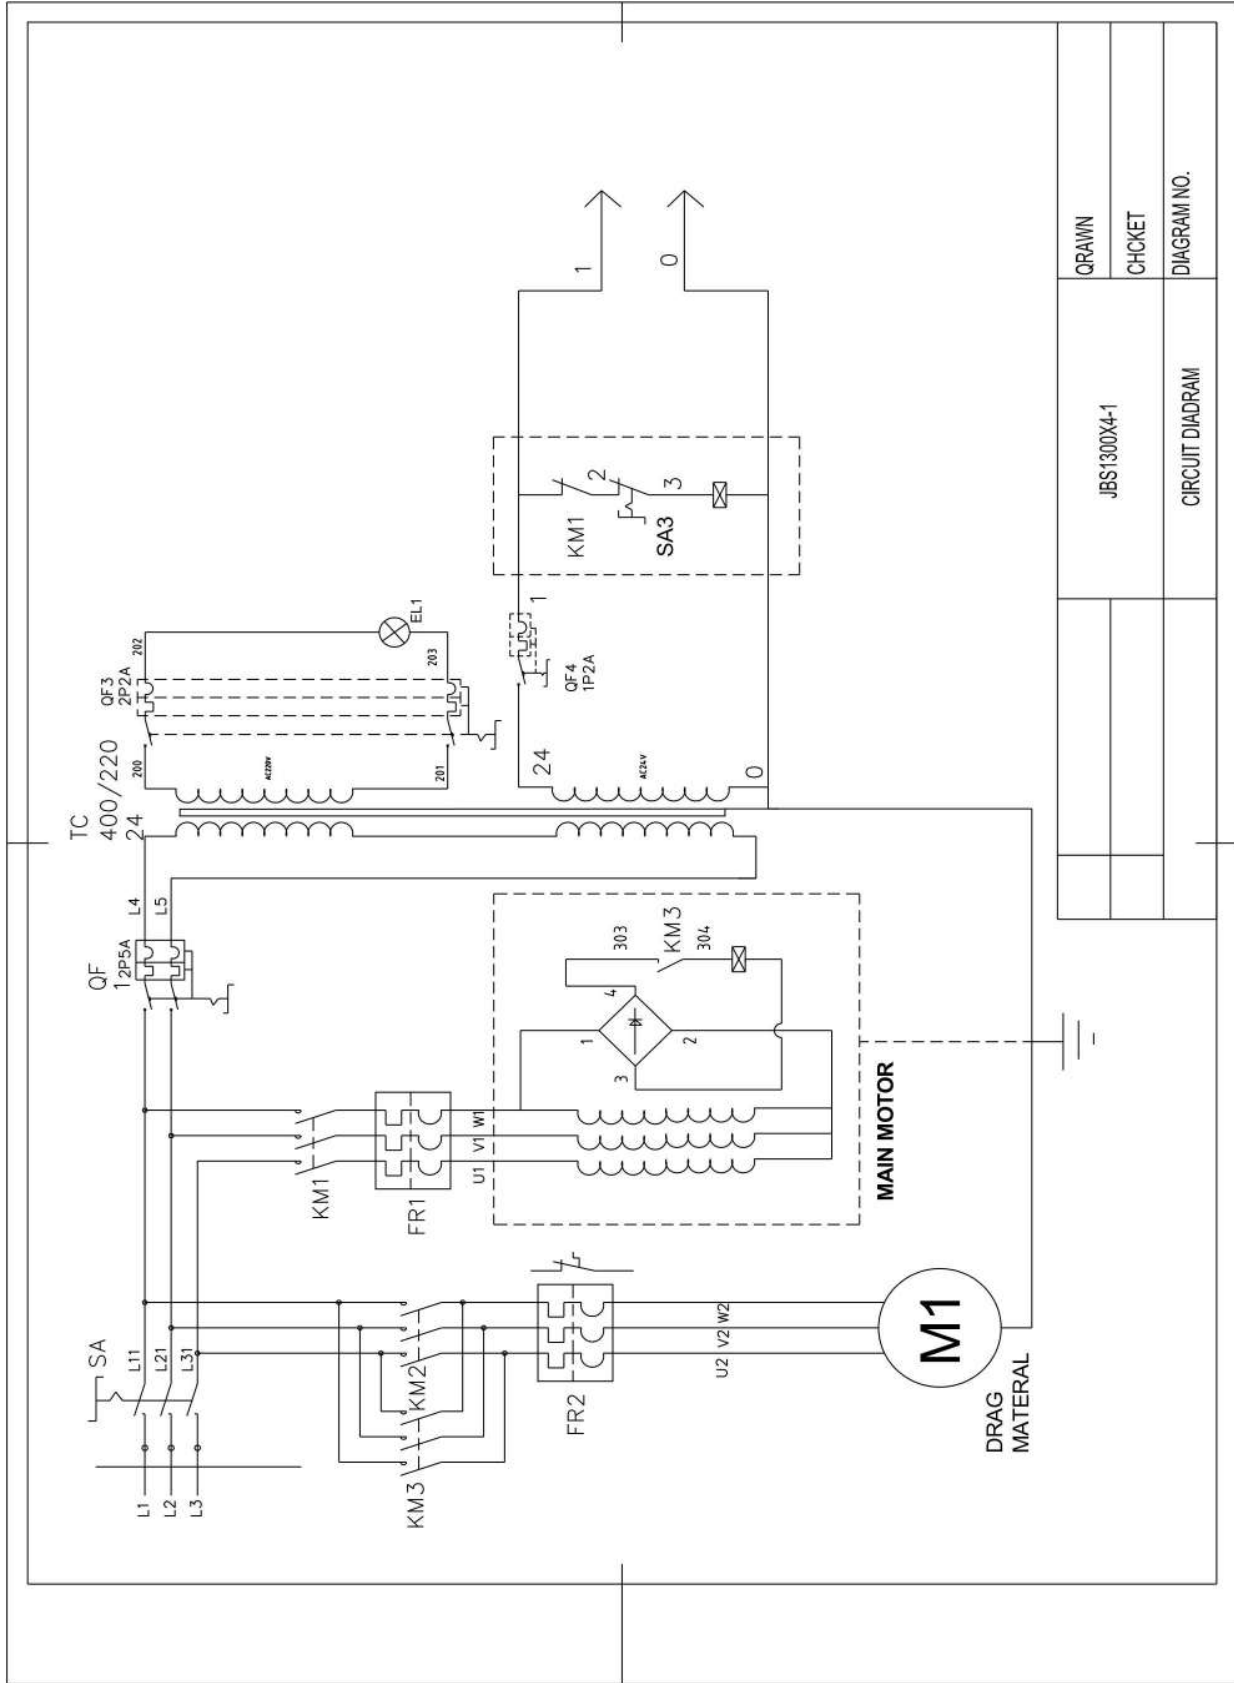 SA
L1
L2
L3
L11
L21
L31
KM3
KM2
FR2
U2
V2
W2
M1
DRAG
MATERAL
KM1
FR1
U1
V1
W1
MAIN MOTOR
1
2
3
4
303
KM3
304
QF
1 2P5A
L4
L5
TC
400/220
24
AC220V
200
201
QF3
2P2A
202
203
EL1
AC24V
24
0
QF4
1P2A
1
KM1
2
SA3
3
1
0
JBS1300X4-1
CIRCUIT DIADRAM
QRAWN
CHCKET
DIAGRAM NO.